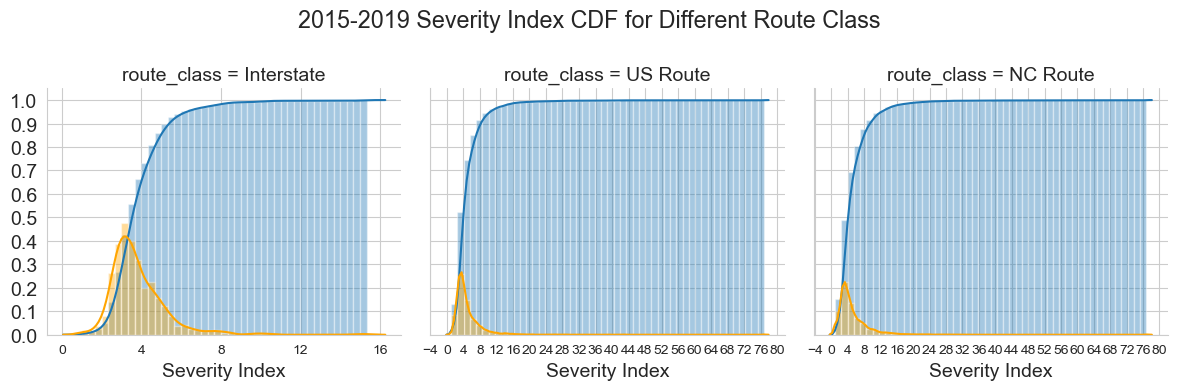 2015-2019 Severity Index CDF for Different Route Class
route_class = Interstate
route_class = US Route
route_class = NC Route
1.0
0.9
0.8
0.7
0.6
0.5
0.4
0.3
0.2
0.1
0.0
0 4 8 12 16
−4 0 4 8 12 16 20 24 28 32 36 40 44 48 52 56 60 64 68 72 76 80
−4 0 4 8 12 16 20 24 28 32 36 40 44 48 52 56 60 64 68 72 76 80
Severity Index
Severity Index
Severity Index